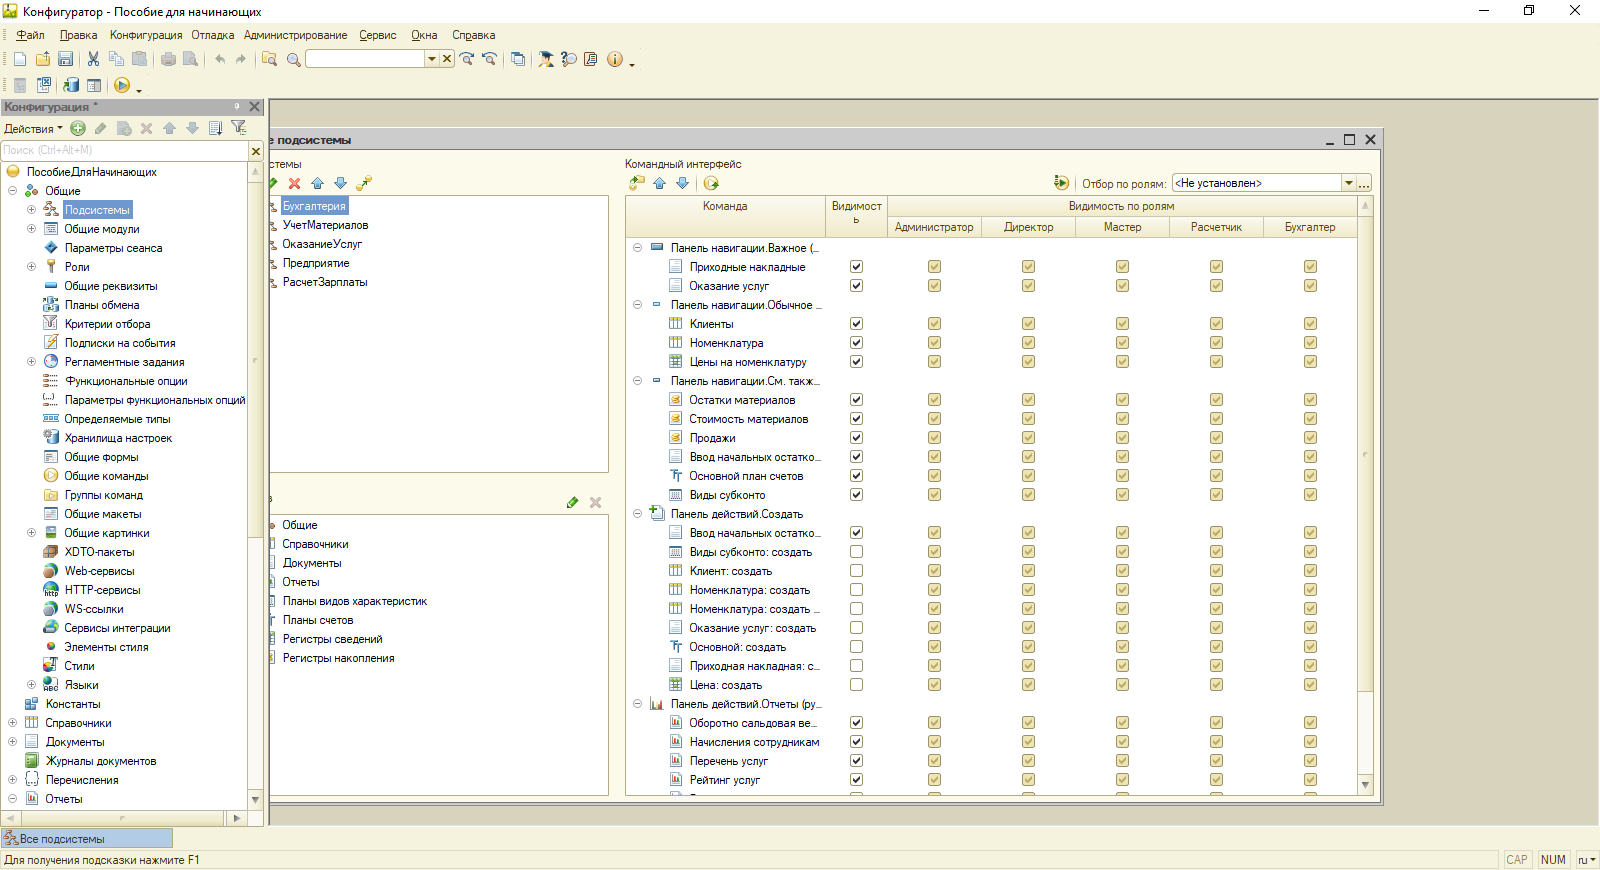 Конфигуратор - Пособие для начинающих
Файл Правка Конфигурация Отладка Администрирование Сервис Окна Справка
Конфигурация *
Действия
Поиск (Ctrl+Alt+M)
ПособиеДляНачинающих
Общие
Подсистемы
Общие модули
Параметры сеанса
Роли
Общие реквизиты
Планы обмена
Критерии отбора
Подписки на события
Регламентные задания
Функциональные опции
Параметры функциональных опций
Определяемые типы
Хранилища настроек
Общие формы
Общие команды
Группы команд
Общие макеты
Общие картинки
XDTO-пакеты
Web-сервисы
HTTP-сервисы
WS-ссылки
Сервисы интеграции
Элементы стиля
Стили
Языки
Константы
Справочники
Документы
Журналы документов
Перечисления
Отчеты
е подсистемы
стемы
Бухгалтерия
УчетМатериалов
ОказаниеУслуг
Предприятие
РасчетЗарплаты
в
Общие
Справочники
Документы
Отчеты
Планы видов характеристик
Планы счетов
Регистры сведений
Регистры накопления
Командный интерфейс
Отбор по ролям: <Не установлен>
Команда Видимост
ь Видимость по ролям
Администратор Директор Мастер Расчетчик Бухгалтер
Панель навигации.Важное (...
Приходные накладные
Оказание услуг
Панель навигации.Обычное ...
Клиенты
Номенклатура
Цены на номенклатуру
Панель навигации.См. такж...
Остатки материалов
Стоимость материалов
Продажи
Ввод начальных остатко...
Основной план счетов
Виды субконто
Панель действий.Создать
Ввод начальных остатко...
Виды субконто: создать
Клиент: создать
Номенклатура: создать
Номенклатура: создать ...
Оказание услуг: создать
Основной: создать
Приходная накладная: с...
Цена: создать
Панель действий.Отчеты (ру...
Оборотно сальдовая ве...
Начисления сотрудникам
Перечень услуг
Рейтинг услуг
Все подсистемы
Для получения подсказки нажмите F1
CAP NUM ru